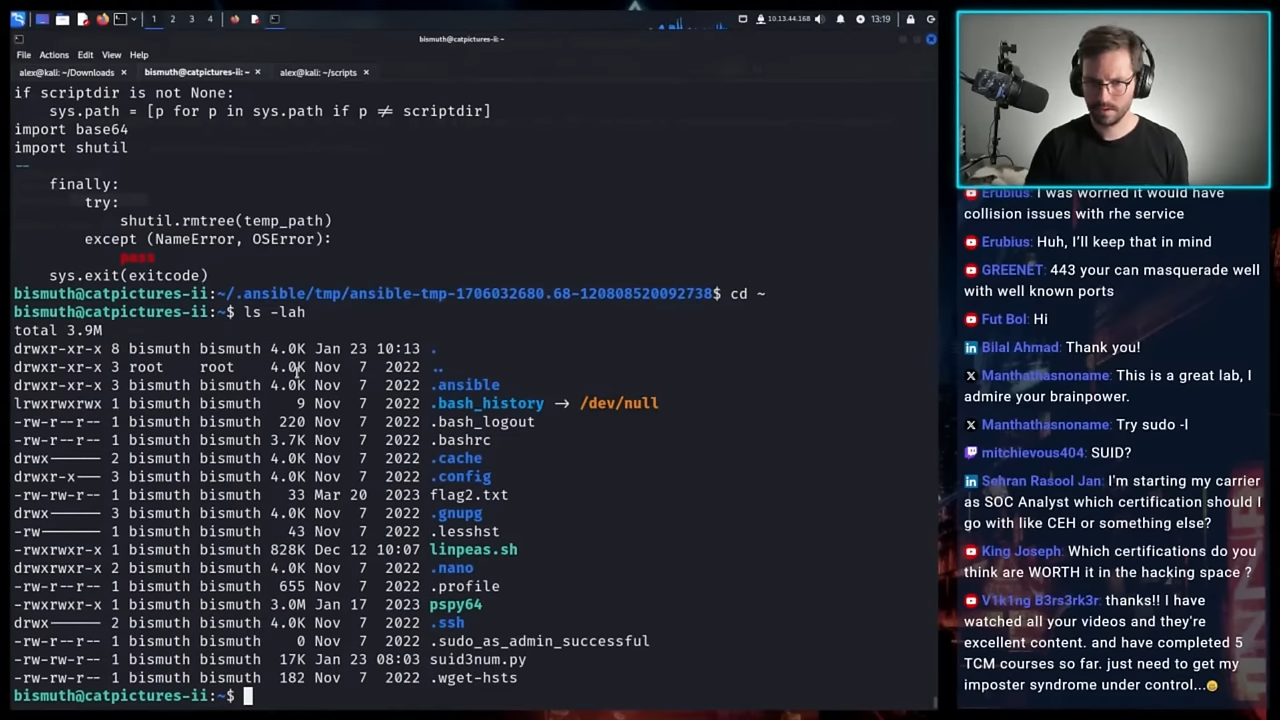 1 2 3 4
10.13.44.168
13:19
bismuth@catpictures-ii: ~
File Actions Edit View Help
alex@kali: ~/Downloads × bismuth@catpictures-ii: ~ × alex@kali: ~/scripts ×
if scriptdir is not None:
sys.path = [p for p in sys.path if p ≠ scriptdir]
import base64
import shutil
--
finally:
try:
shutil.rmtree(temp_path)
except (NameError, OSError):
pass
sys.exit(exitcode)
bismuth@catpictures-ii:~/.ansible/tmp/ansible-tmp-1706032680.68-120808520092738$ cd ~
bismuth@catpictures-ii:~$ ls -lah
total 3.9M
drwxr-xr-x 8 bismuth bismuth 4.0K Jan 23 10:13 .
drwxr-xr-x 3 root root 4.0K Nov 7 2022 ..
drwxr-xr-x 3 bismuth bismuth 4.0K Nov 7 2022 .ansible
lrwxrwxrwx 1 bismuth bismuth 9 Nov 7 2022 .bash_history → /dev/null
-rw-r--r-- 1 bismuth bismuth 220 Nov 7 2022 .bash_logout
-rw-r--r-- 1 bismuth bismuth 3.7K Nov 7 2022 .bashrc
drwx------ 2 bismuth bismuth 4.0K Nov 7 2022 .cache
drwxr-x--- 3 bismuth bismuth 4.0K Nov 7 2022 .config
-rw-rw-r-- 1 bismuth bismuth 33 Mar 20 2023 flag2.txt
drwx------ 3 bismuth bismuth 4.0K Nov 7 2022 .gnupg
-rw------- 1 bismuth bismuth 43 Nov 7 2022 .lesshst
-rwxrwxr-x 1 bismuth bismuth 828K Dec 12 10:07 linpeas.sh
drwxrwxr-x 2 bismuth bismuth 4.0K Nov 7 2022 .nano
-rw-r--r-- 1 bismuth bismuth 655 Nov 7 2022 .profile
-rwxrwxr-x 1 bismuth bismuth 3.0M Jan 17 2023 pspy64
drwx------ 2 bismuth bismuth 4.0K Nov 7 2022 .ssh
-rw-r--r-- 1 bismuth bismuth 0 Nov 7 2022 .sudo_as_admin_successful
-rw-rw-r-- 1 bismuth bismuth 17K Jan 23 08:03 suid3num.py
-rw-rw-r-- 1 bismuth bismuth 182 Nov 7 2022 .wget-hsts
bismuth@catpictures-ii:~$
Erubius: I was worried it would have
collision issues with rhe service
Erubius: Huh, I'll keep that in mind
GREENET: 443 your can masquerade well
with well known ports
Fut Bol: Hi
Bilal Ahmad: Thank you!
Manthathasnoname: This is a great lab, I
admire your brainpower.
Manthathasnoname: Try sudo -l
mitchievous404: SUID?
Sehran Rasool Jan: I'm starting my carrier
as SOC Analyst which certification should I
go with like CEH or something else?
King Joseph: Which certifications do you
think are WORTH it in the hacking space ?
V1k1ng B3rs3rk3r: thanks!! I have
watched all your videos and they're
excellent content. and have completed 5
TCM courses so far. just need to get my
imposter syndrome under control...😄